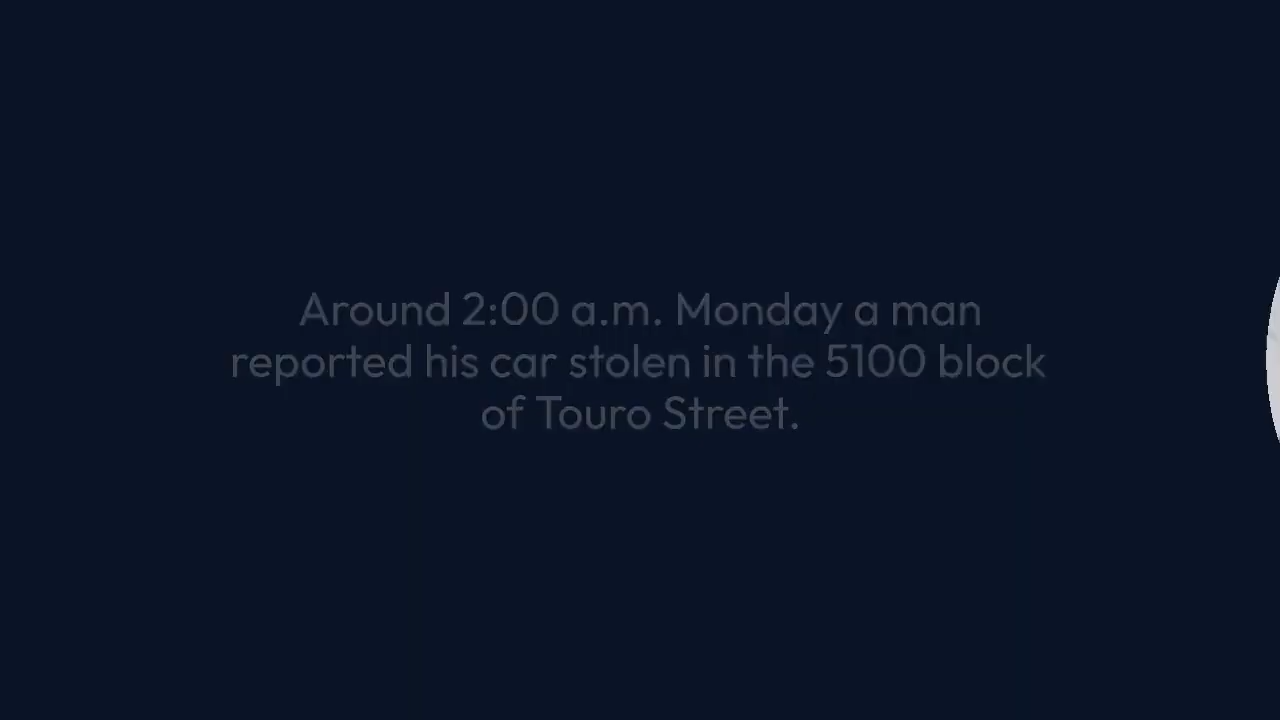 Around 2:00 a.m. Monday a man
reported his car stolen in the 5100 block
of Touro Street.